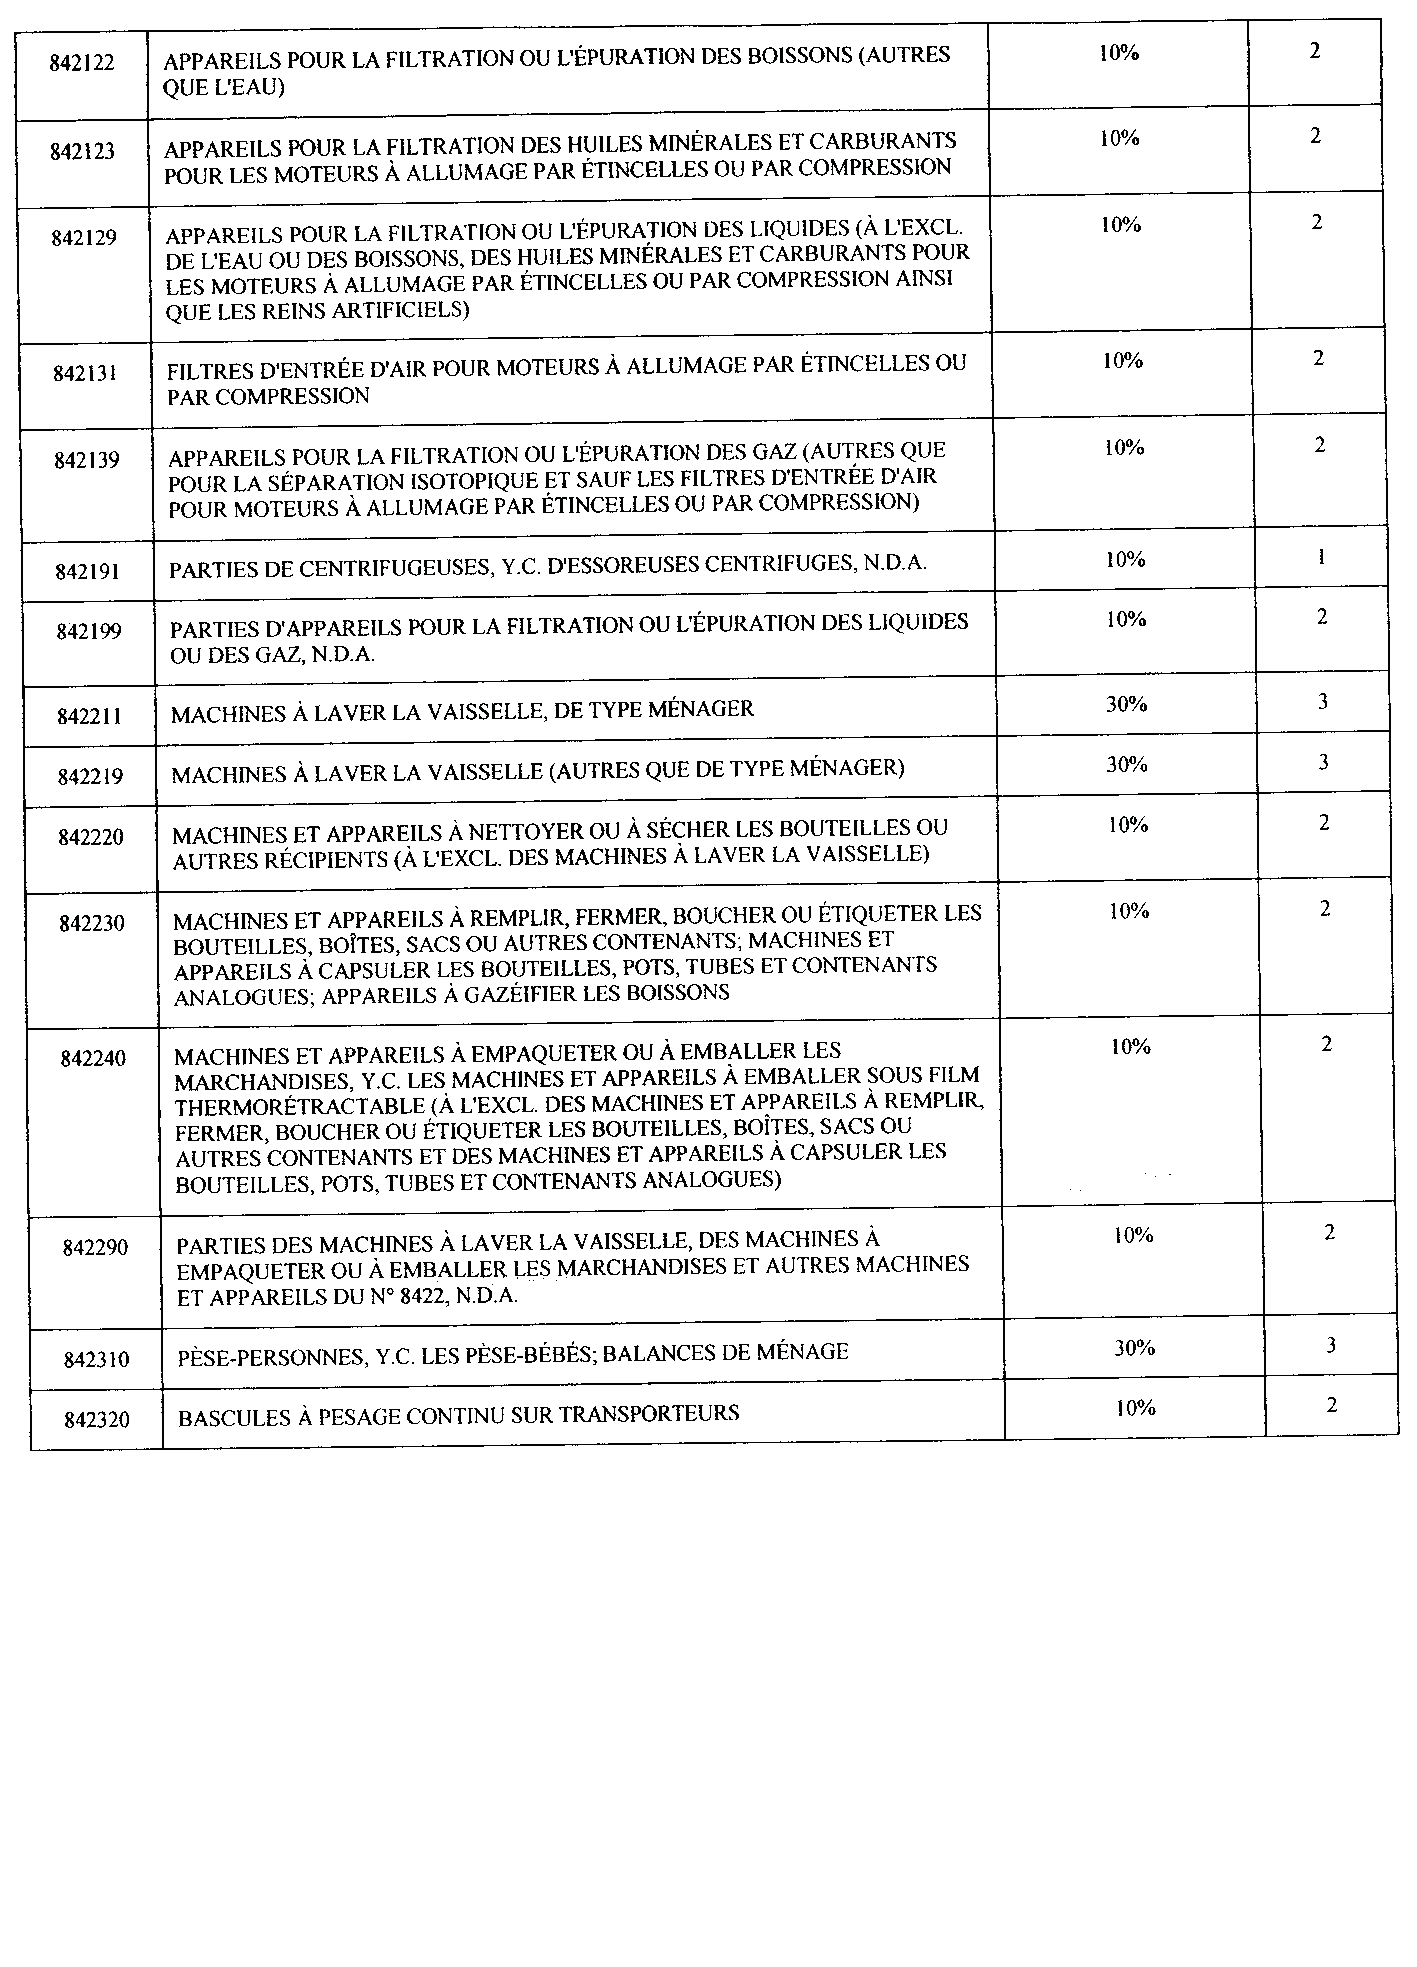 842122 APPAREILS POUR LA FILTRATION OU L'ÉPURATION DES BOISSONS (AUTRES 10% 2
QUE L'EAU)
842123 APPAREILS POUR LA FILTRATION DES HUILES MINÉRALES ET CARBURANTS 10% 2
POUR LES MOTEURS À ALLUMAGE PAR ÉTINCELLES OU PAR COMPRESSION
842129 APPAREILS POUR LA FILTRATION OU L'ÉPURATION DES LIQUIDES (À L'EXCL. 10% 2
DE L'EAU OU DES BOISSONS, DES HUILES MINÉRALES ET CARBURANTS POUR
LES MOTEURS À ALLUMAGE PAR ÉTINCELLES OU PAR COMPRESSION AINSI
QUE LES REINS ARTIFICIELS)
842131 FILTRES D'ENTRÉE D'AIR POUR MOTEURS À ALLUMAGE PAR ÉTINCELLES OU 10% 2
PAR COMPRESSION
842139 APPAREILS POUR LA FILTRATION OU L'ÉPURATION DES GAZ (AUTRES QUE 10% 2
POUR LA SÉPARATION ISOTOPIQUE ET SAUF LES FILTRES D'ENTRÉE D'AIR
POUR MOTEURS À ALLUMAGE PAR ÉTINCELLES OU PAR COMPRESSION)
842191 PARTIES DE CENTRIFUGEUSES, Y.C. D'ESSOREUSES CENTRIFUGES, N.D.A. 10% 1
842199 PARTIES D'APPAREILS POUR LA FILTRATION OU L'ÉPURATION DES LIQUIDES 10% 2
OU DES GAZ, N.D.A.
842211 MACHINES À LAVER LA VAISSELLE, DE TYPE MÉNAGER 30% 3
842219 MACHINES À LAVER LA VAISSELLE (AUTRES QUE DE TYPE MÉNAGER) 30% 3
842220 MACHINES ET APPAREILS À NETTOYER OU À SÉCHER LES BOUTEILLES OU 10% 2
AUTRES RÉCIPIENTS (À L'EXCL. DES MACHINES À LAVER LA VAISSELLE)
842230 MACHINES ET APPAREILS À REMPLIR, FERMER, BOUCHER OU ÉTIQUETER LES 10% 2
BOUTEILLES, BOÎTES, SACS OU AUTRES CONTENANTS; MACHINES ET
APPAREILS À CAPSULER LES BOUTEILLES, POTS, TUBES ET CONTENANTS
ANALOGUES; APPAREILS À GAZÉIFIER LES BOISSONS
842240 MACHINES ET APPAREILS À EMPAQUETER OU À EMBALLER LES 10% 2
MARCHANDISES, Y.C. LES MACHINES ET APPAREILS À EMBALLER SOUS FILM
THERMORÉTRACTABLE (À L'EXCL. DES MACHINES ET APPAREILS À REMPLIR,
FERMER, BOUCHER OU ÉTIQUETER LES BOUTEILLES, BOÎTES, SACS OU
AUTRES CONTENANTS ET DES MACHINES ET APPAREILS À CAPSULER LES
BOUTEILLES, POTS, TUBES ET CONTENANTS ANALOGUES)
842290 PARTIES DES MACHINES À LAVER LA VAISSELLE, DES MACHINES À 10% 2
EMPAQUETER OU À EMBALLER LES MARCHANDISES ET AUTRES MACHINES
ET APPAREILS DU N° 8422, N.D.A.
842310 PÈSE-PERSONNES, Y.C. LES PÈSE-BÉBÉS; BALANCES DE MÉNAGE 30% 3
842320 BASCULES À PESAGE CONTINU SUR TRANSPORTEURS 10% 2